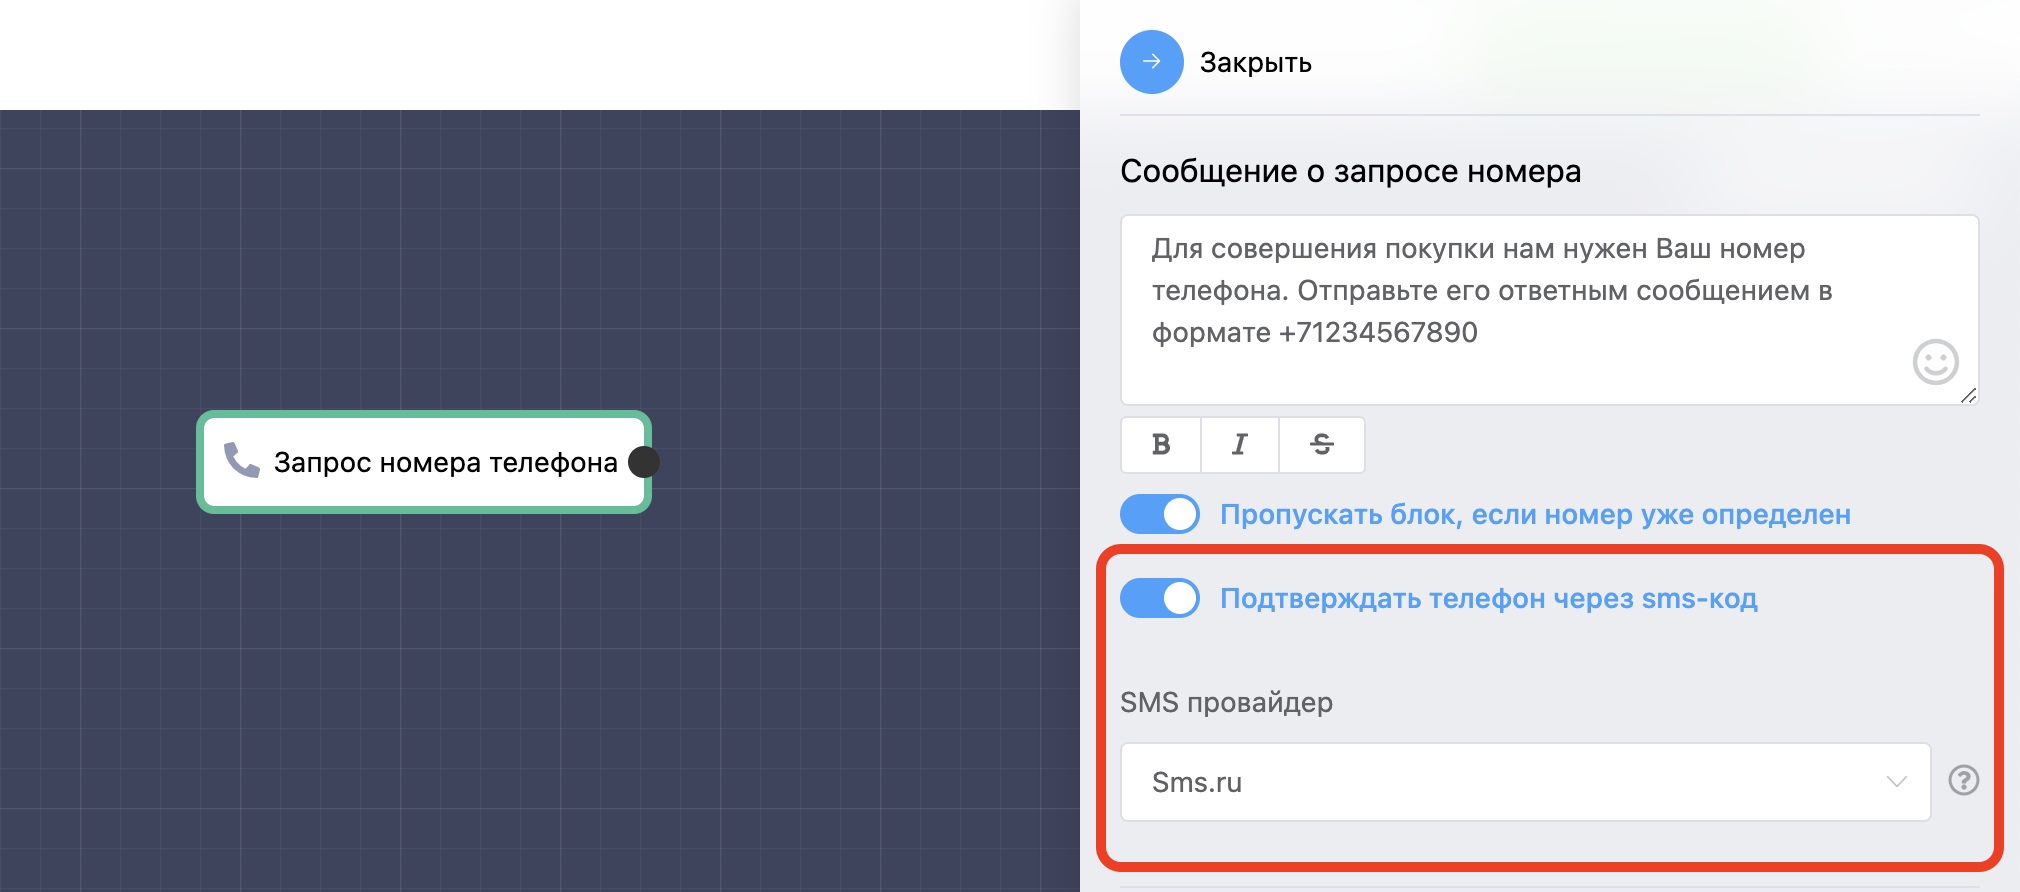 Закрыть
Сообщение о запросе номера
Для совершения покупки нам нужен Ваш номер
телефона. Отправьте его ответным сообщением в
формате +71234567890
B I S
Пропускать блок, если номер уже определен
Подтверждать телефон через sms-код
SMS провайдер
Sms.ru
?
Запрос номера телефона